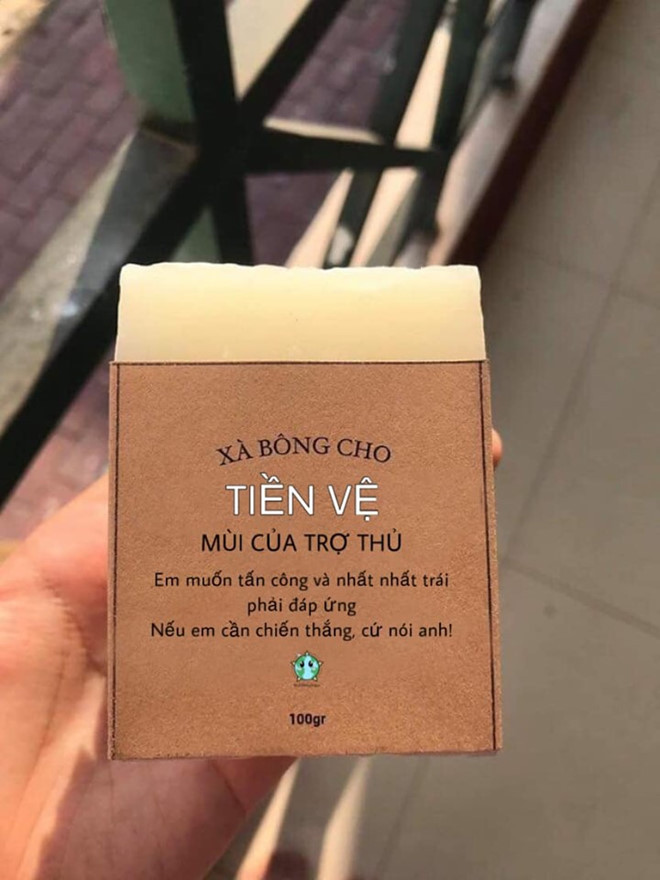 XÀ BÔNG CHO
TIỀN VỆ
MÙI CỦA TRỢ THỦ
Em muốn tấn công và nhất nhất trái
phải đáp ứng
Nếu em cần chiến thắng, cứ nói anh!
100gr